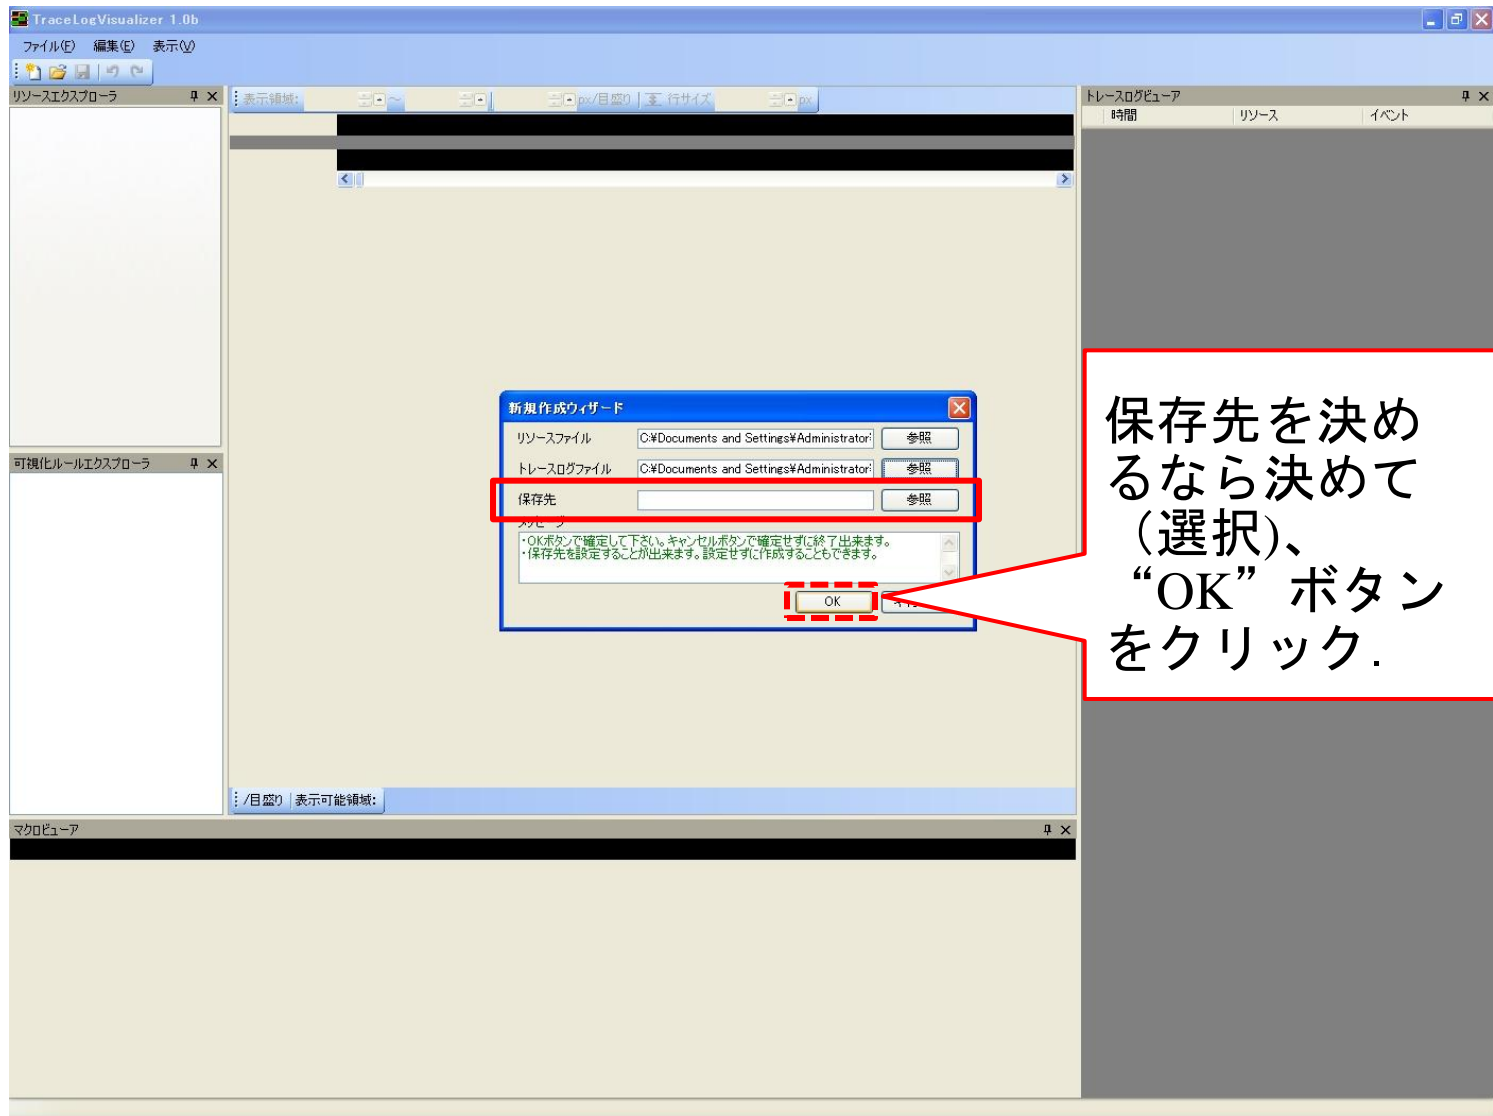 TraceLogVisualizer 1.0b
ファイル(F) 編集(E) 表示(V)
リソースエクスプローラ
表示領域: ～ px/目盛り 行サイズ px
トレースログビューア
時間 リソース イベント
新規作成ウィザード
リソースファイル C:¥Documents and Settings¥Administrator 参照
トレースログファイル C:¥Documents and Settings¥Administrator 参照
保存先 参照
メッセージ
・OKボタンで確定して下さい。キャンセルボタンで確定せずに終了出来ます。
・保存先を設定することが出来ます。設定せずに作成することもできます。
OK
保存先を決め
るなら決めて
（選択)、
“OK”ボタン
をクリック.
可視化ルールエクスプローラ
/目盛り 表示可能領域:
マクロビューア